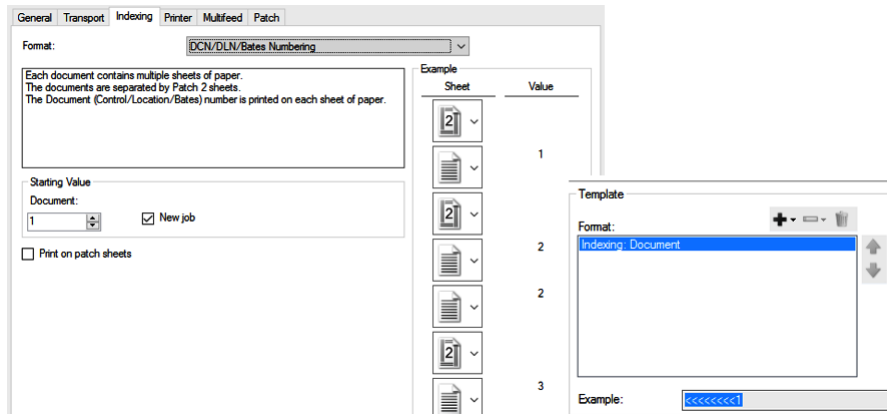 General Transport Indexing Printer Multifeed Patch
Format: DCN/DLN/Bates Numbering
Each document contains multiple sheets of paper.
The documents are separated by Patch 2 sheets.
The Document (Control/Location/Bates) number is printed on each sheet of paper.
Starting Value
Document:
1
New job
Print on patch sheets
Example
Sheet Value
2
1
2
2
2
2
3
Template
Format:
Indexing: Document
Example: <<<<<<<<1